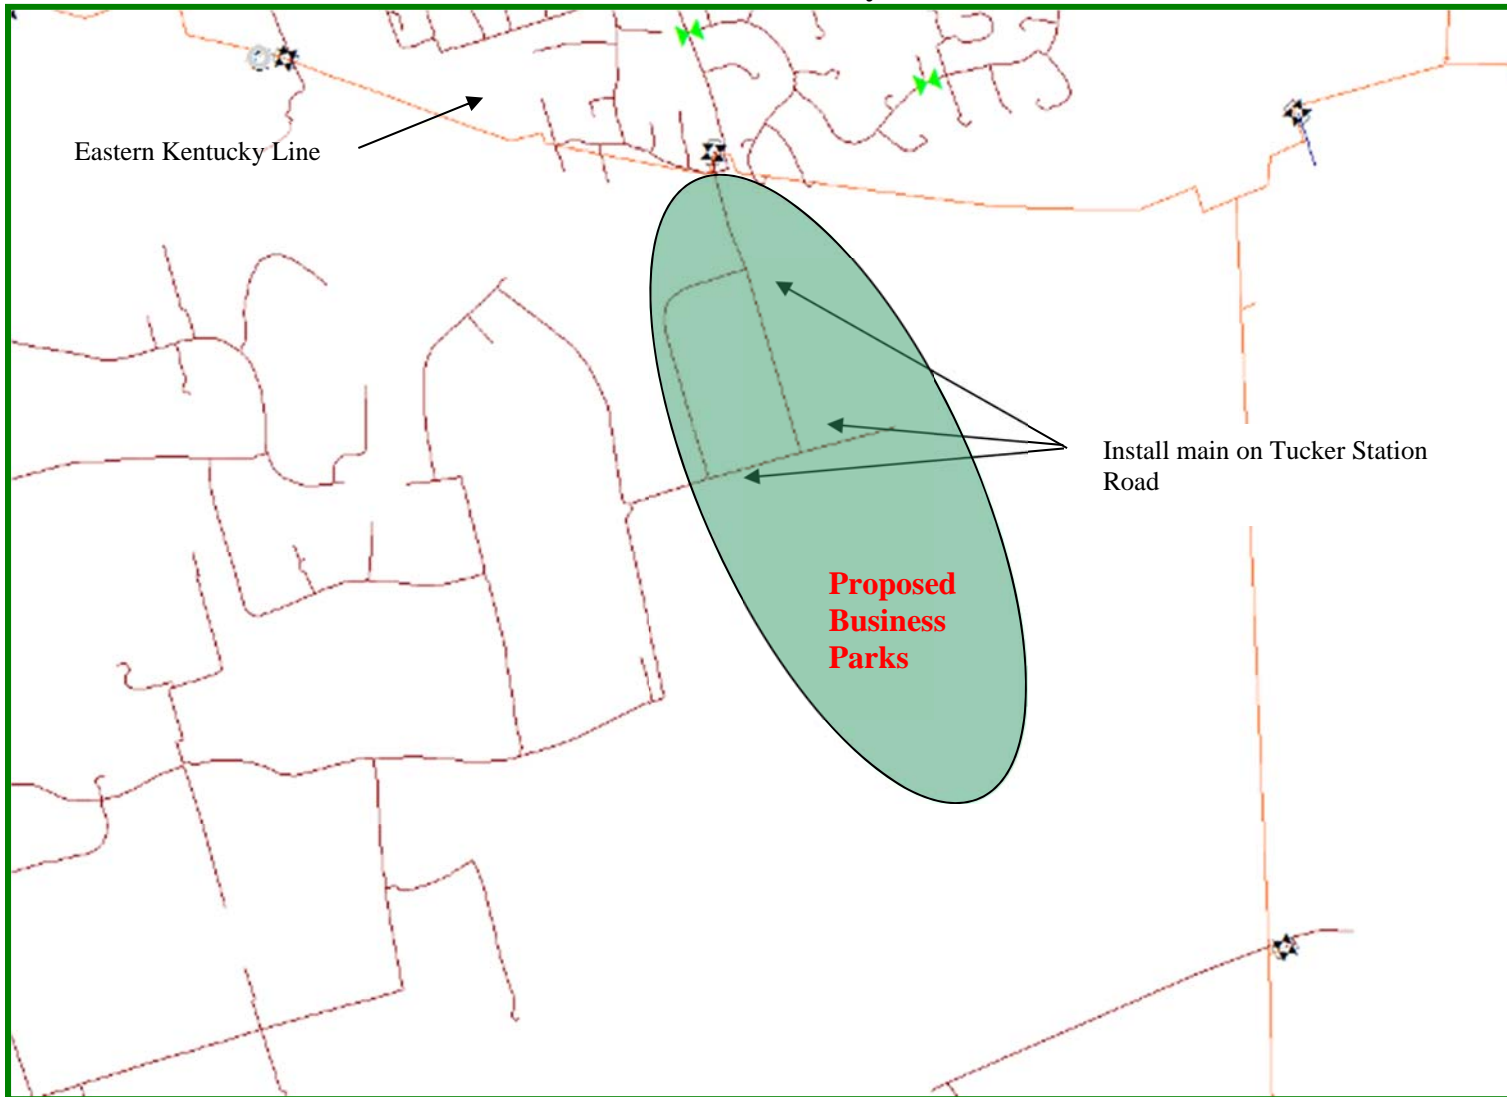 Eastern Kentucky Line
Install main on Tucker Station
Road
Proposed
Business
Parks